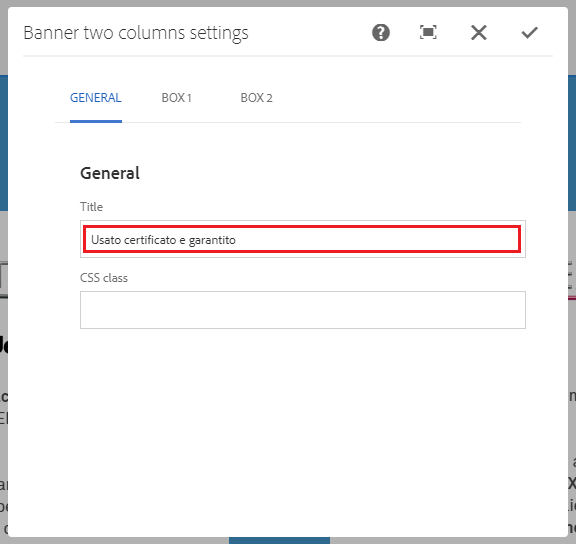 Banner two columns settings
GENERAL BOX 1 BOX 2
General
Title
Usato certificato e garantito
CSS class